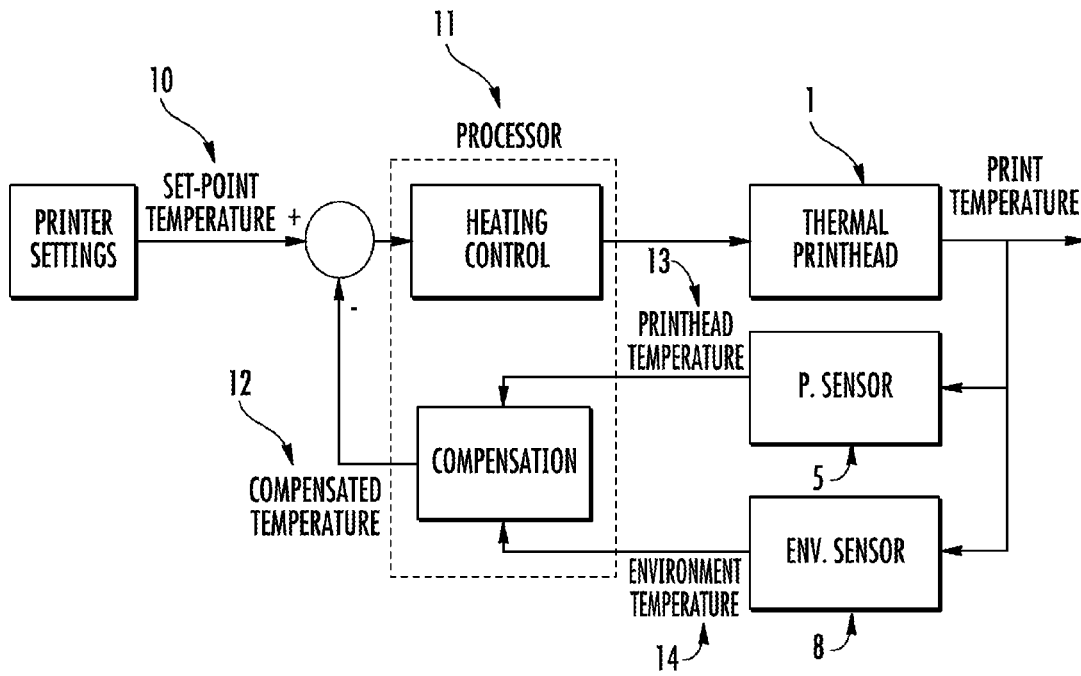 11
10
PROCESSOR
1
SET-POINT
TEMPERATURE
PRINT
TEMPERATURE
PRINTER
SETTINGS
+
-
HEATING
CONTROL
THERMAL
PRINTHEAD
13
PRINTHEAD
TEMPERATURE
P. SENSOR
5
12
COMPENSATED
TEMPERATURE
COMPENSATION
ENV. SENSOR
8
ENVIRONMENT
TEMPERATURE
14